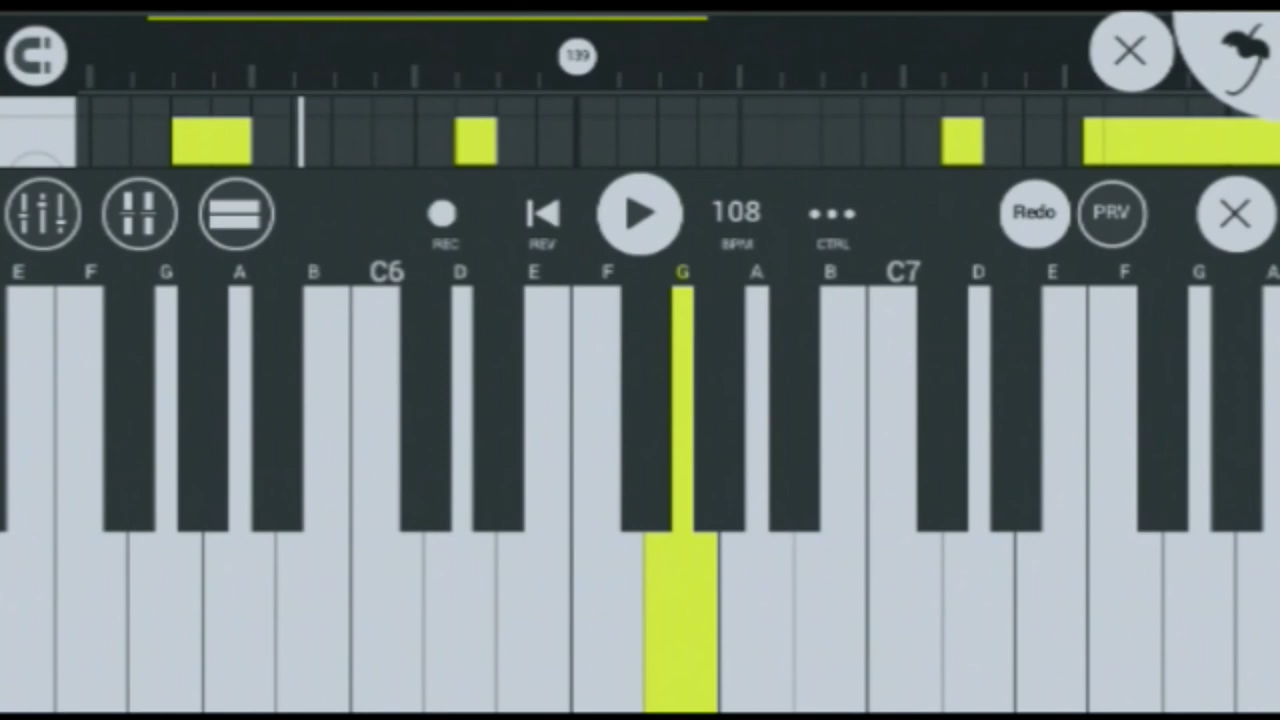 139
108
Redo
PRV
REC
REV
BPM
CTRL
E F G A B C6 D E F G A B C7 D E F G A